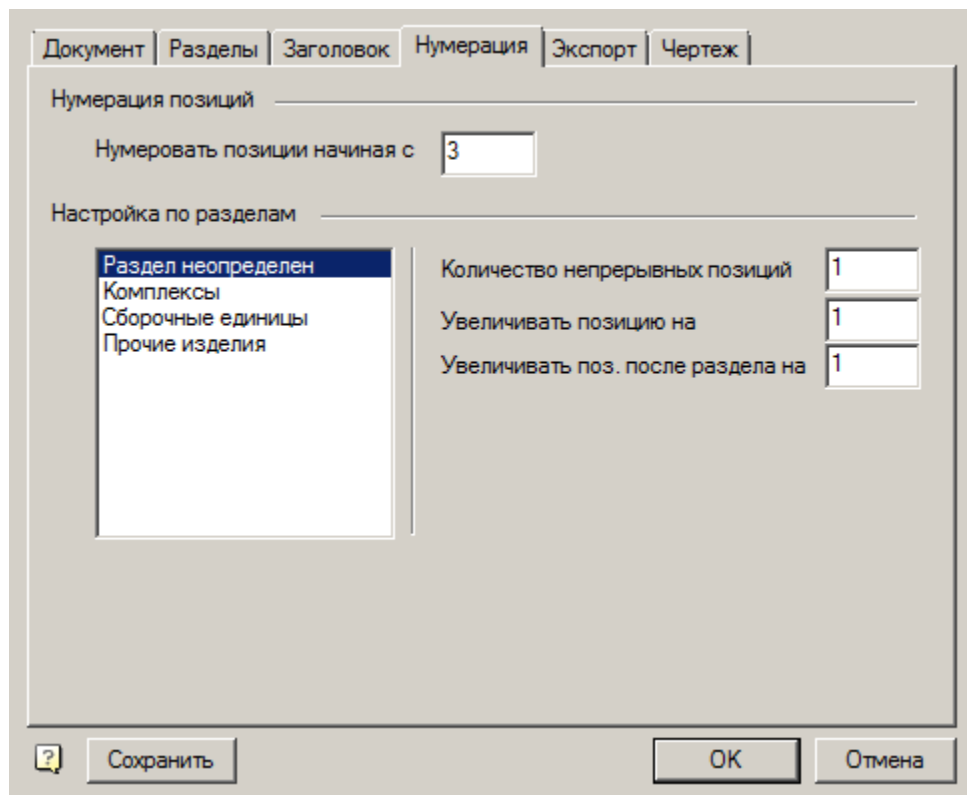 Документ Разделы Заголовок Нумерация Экспорт Чертеж
Нумерация позиций
Нумеровать позиции начиная с 3
Настройка по разделам
Раздел неопределен
Комплексы
Сборочные единицы
Прочие изделия
Количество непрерывных позиций 1
Увеличивать позицию на 1
Увеличивать поз. после раздела на 1
? Сохранить OK Отмена